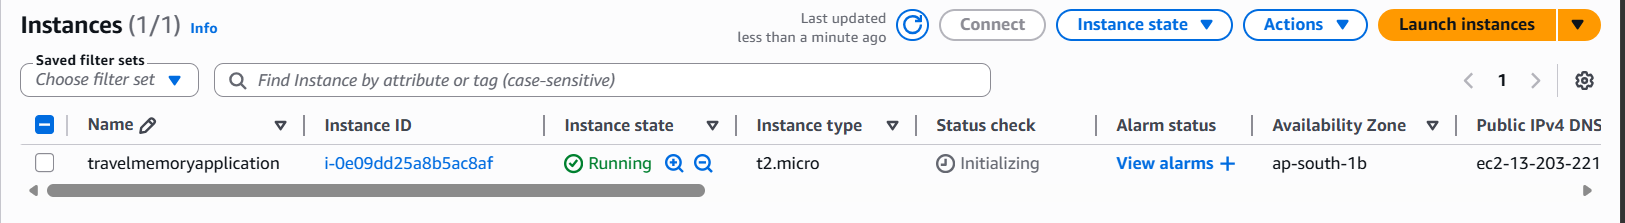 Instances (1/1) Info
Last updated
less than a minute ago
Connect
Instance state
Actions
Launch instances
Saved filter sets
Choose filter set
Find Instance by attribute or tag (case-sensitive)
1
Name Instance ID Instance state Instance type Status check Alarm status Availability Zone Public IPv4 DNS
travelmemoryapplication i-0e09dd25a8b5ac8af Running t2.micro Initializing View alarms + ap-south-1b ec2-13-203-221